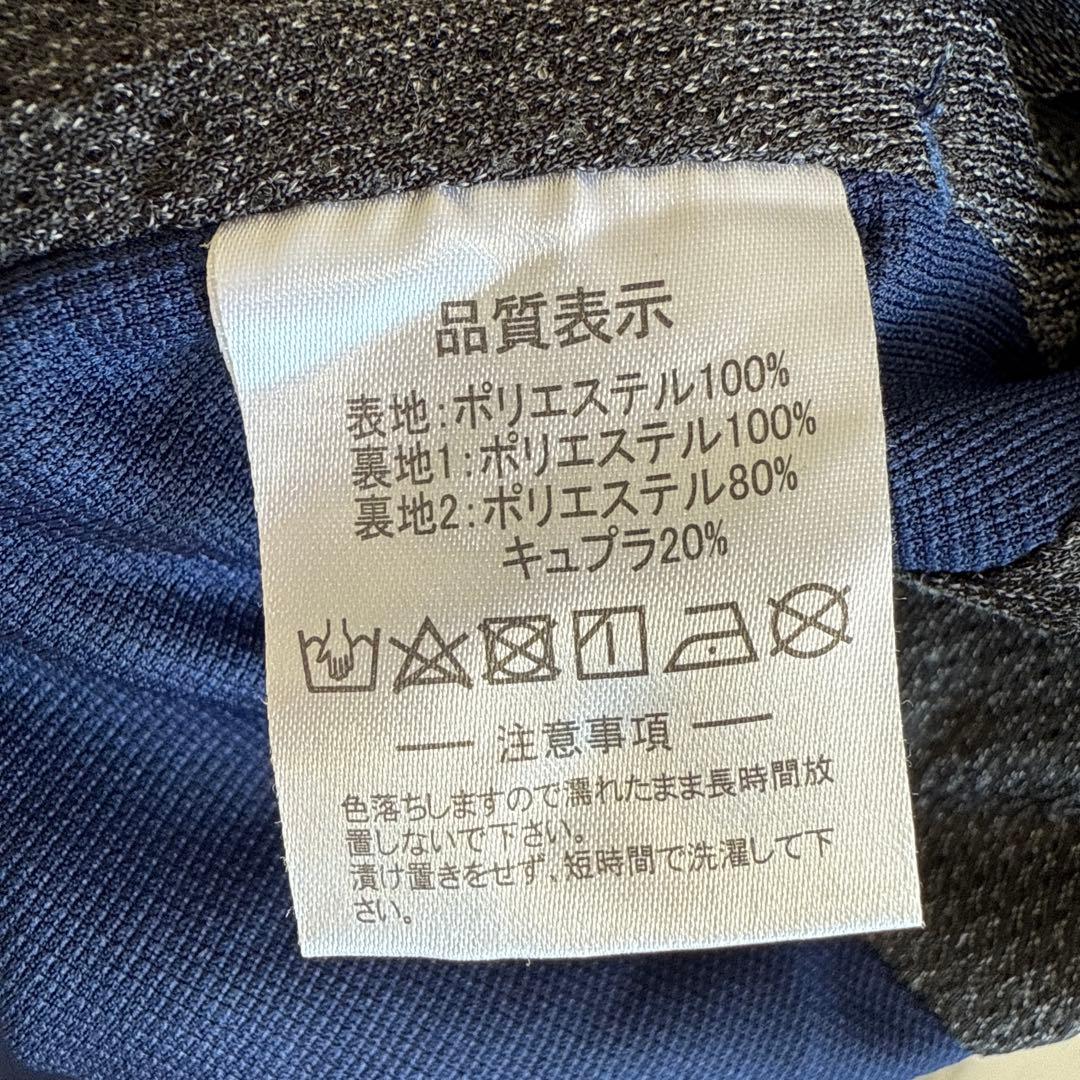 品質表示
表地:ポリエステル100%
裏地1:ポリエステル100%
裏地2:ポリエステル80%
キュプラ20%
注意事項
色落ちしますので濡れたまま長時間放
置しないで下さい。
漬け置きをせず、短時間で洗濯して下
さい。